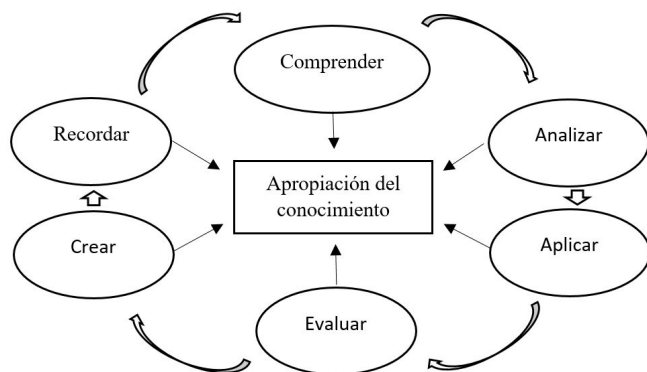 Comprender
Recordar
Analizar
Apropiación del
conocimiento
Crear
Aplicar
Evaluar